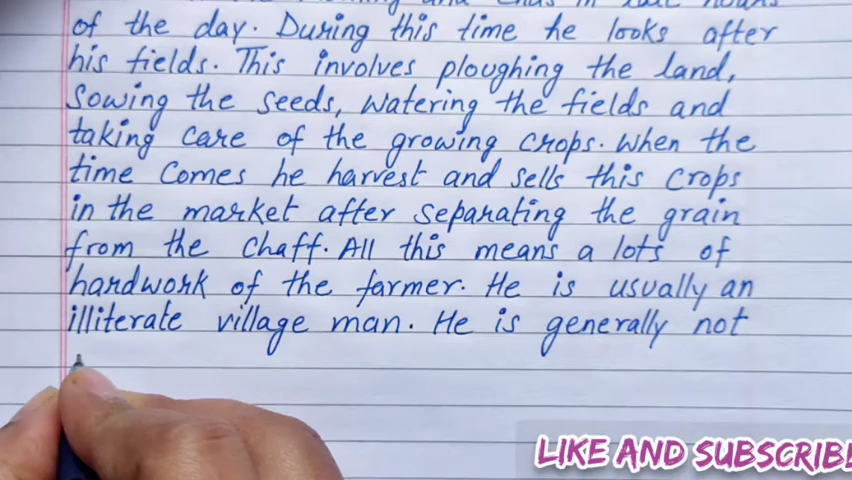 of the day. During this time he looks after
his fields. This involves ploughing the land,
Sowing the seeds, watering the fields and
taking care of the growing crops. When the
time comes he harvest and sells this crops
in the market after separating the grain
from the chaff. All this means a lots of
hardwork of the farmer. He is usually an
illiterate village man. He is generally not
LIKE AND SUBSCRIBE